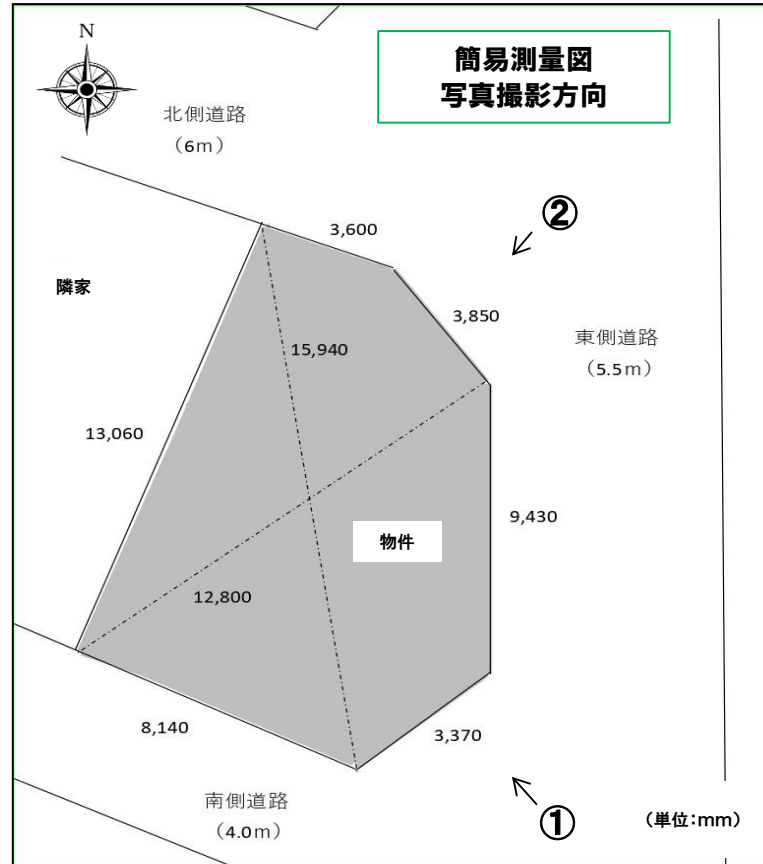 N
簡易測量図
写真撮影方向
北側道路
(6m)
②
3,600
隣家
3,850
東側道路
(5.5m)
15,940
13,060
9,430
物件
12,800
8,140
3,370
南側道路
(4.0m)
①
(単位:mm)